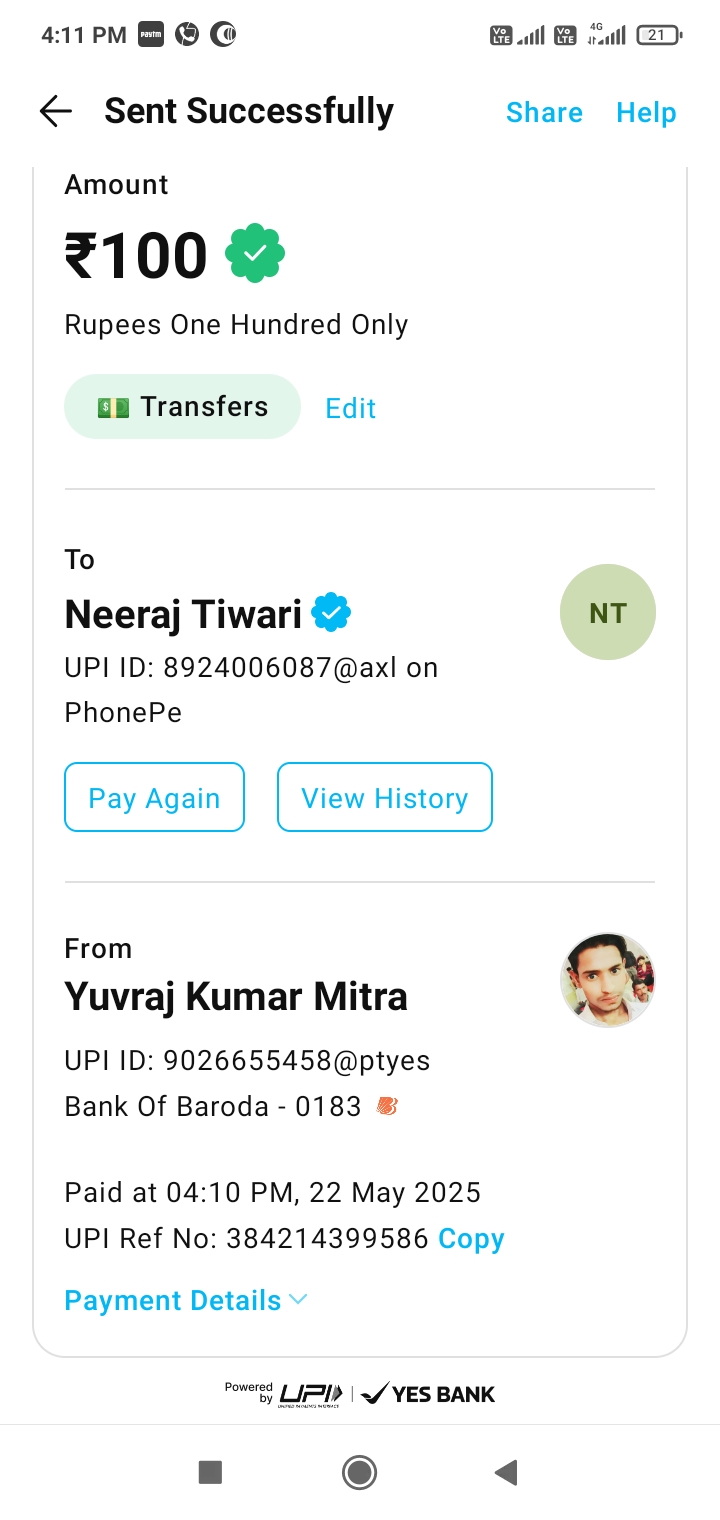 4:11 PM paytm Vo LTE Vo LTE 4G 21
Sent Successfully Share Help
Amount
₹100
Rupees One Hundred Only
Transfers Edit
To
Neeraj Tiwari NT
UPI ID: 8924006087@axl on
PhonePe
Pay Again View History
From
Yuvraj Kumar Mitra
UPI ID: 9026655458@ptyes
Bank Of Baroda - 0183
Paid at 04:10 PM, 22 May 2025
UPI Ref No: 384214399586 Copy
Payment Details
Powered by UPI | YES BANK
UNIFIED PAYMENTS INTERFACE